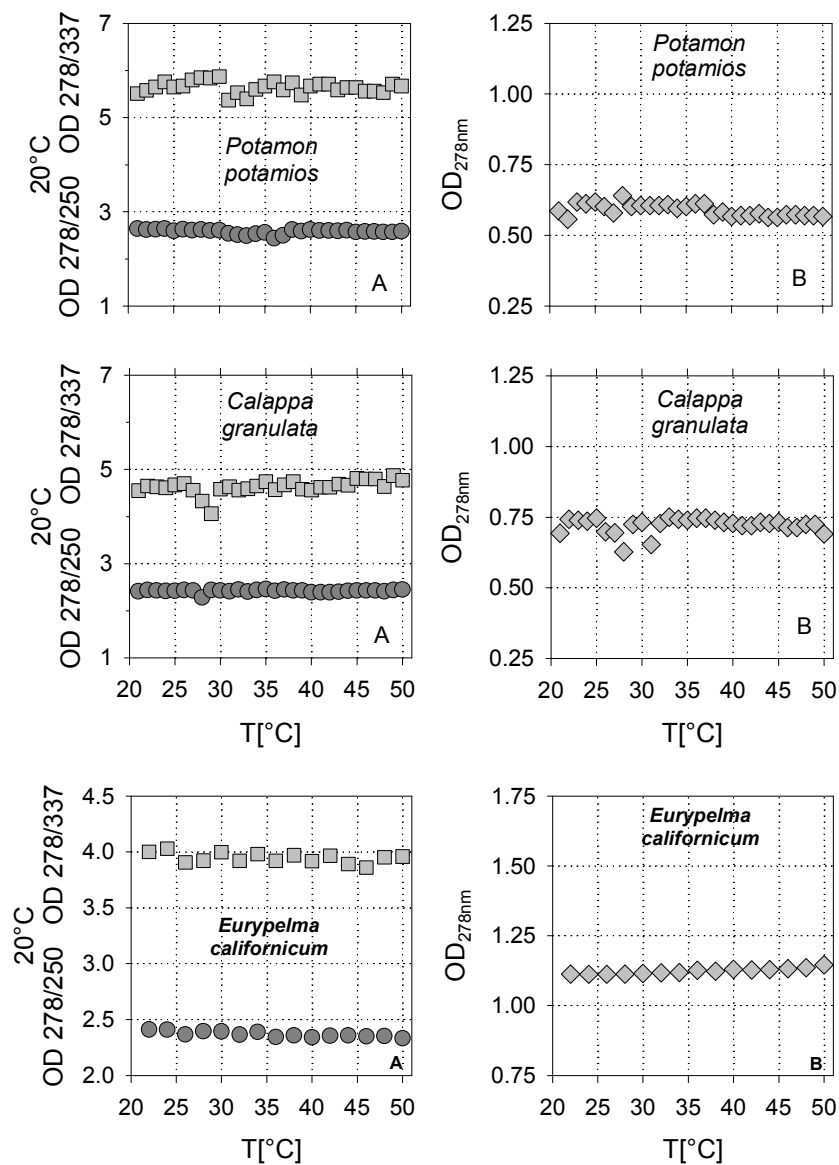 7
5
3
1
20°C
OD 278/250 OD 278/337
Potamon
potamios
A
1.25
1.00
0.75
0.50
0.25
OD278nm
Potamon
potamios
B
7
5
3
1
20°C
OD 278/250 OD 278/337
Calappa
granulata
A
20 25 30 35 40 45 50
T[°C]
1.25
1.00
0.75
0.50
0.25
OD278nm
Calappa
granulata
B
20 25 30 35 40 45 50
T[°C]
4.5
4.0
3.5
3.0
2.5
2.0
20°C
OD 278/250 OD 278/337
Eurypelma
californicum
A
20 25 30 35 40 45 50
T[°C]
1.75
1.50
1.25
1.00
0.75
OD278nm
Eurypelma
californicum
B
20 25 30 35 40 45 50
T[°C]